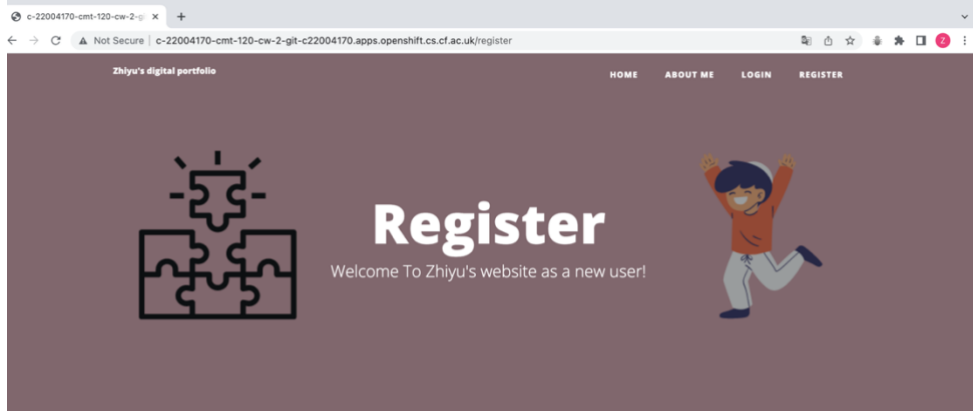 c-22004170-cmt-120-cw-2-gi
Not Secure | c-22004170-cmt-120-cw-2-git-c22004170.apps.openshift.cs.cf.ac.uk/register
Z
Zhiyu's digital portfolio
HOME ABOUT ME LOGIN REGISTER
Register
Welcome To Zhiyu's website as a new user!